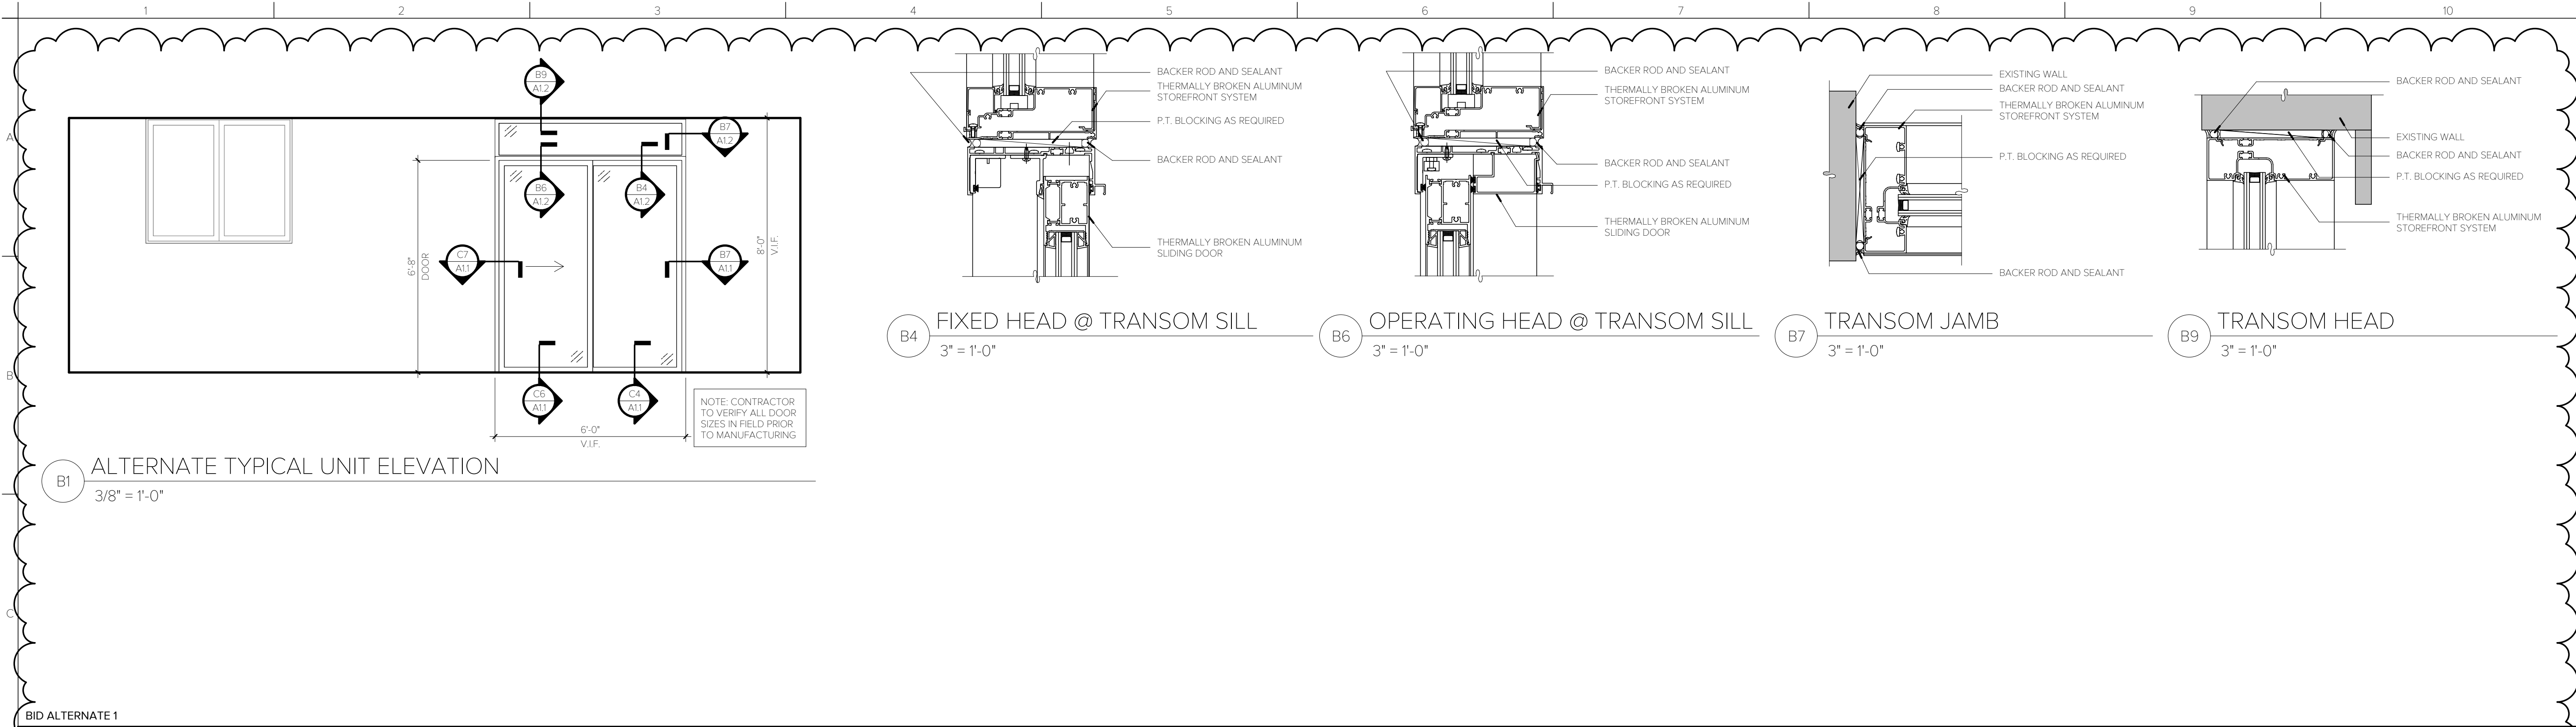 1 2 3 4 5 6 7 8 9 10
A
B
C
B9
A1.2
B7
A1.2
B6
A1.2
B4
A1.2
C7
A1.1
B7
A1.1
C6
A1.1
C4
A1.1
6'-8"
DOOR
8'-0"
V.I.F.
6'-0"
V.I.F.
NOTE: CONTRACTOR
TO VERIFY ALL DOOR
SIZES IN FIELD PRIOR
TO MANUFACTURING
B1
ALTERNATE TYPICAL UNIT ELEVATION
3/8" = 1'-0"
BACKER ROD AND SEALANT
THERMALLY BROKEN ALUMINUM
STOREFRONT SYSTEM
P.T. BLOCKING AS REQUIRED
BACKER ROD AND SEALANT
THERMALLY BROKEN ALUMINUM
SLIDING DOOR
B4
FIXED HEAD @ TRANSOM SILL
3" = 1'-0"
BACKER ROD AND SEALANT
THERMALLY BROKEN ALUMINUM
STOREFRONT SYSTEM
BACKER ROD AND SEALANT
P.T. BLOCKING AS REQUIRED
THERMALLY BROKEN ALUMINUM
SLIDING DOOR
B6
OPERATING HEAD @ TRANSOM SILL
3" = 1'-0"
EXISTING WALL
BACKER ROD AND SEALANT
THERMALLY BROKEN ALUMINUM
STOREFRONT SYSTEM
P.T. BLOCKING AS REQUIRED
BACKER ROD AND SEALANT
B7
TRANSOM JAMB
3" = 1'-0"
BACKER ROD AND SEALANT
EXISTING WALL
BACKER ROD AND SEALANT
P.T. BLOCKING AS REQUIRED
THERMALLY BROKEN ALUMINUM
STOREFRONT SYSTEM
B9
TRANSOM HEAD
3" = 1'-0"
BID ALTERNATE 1